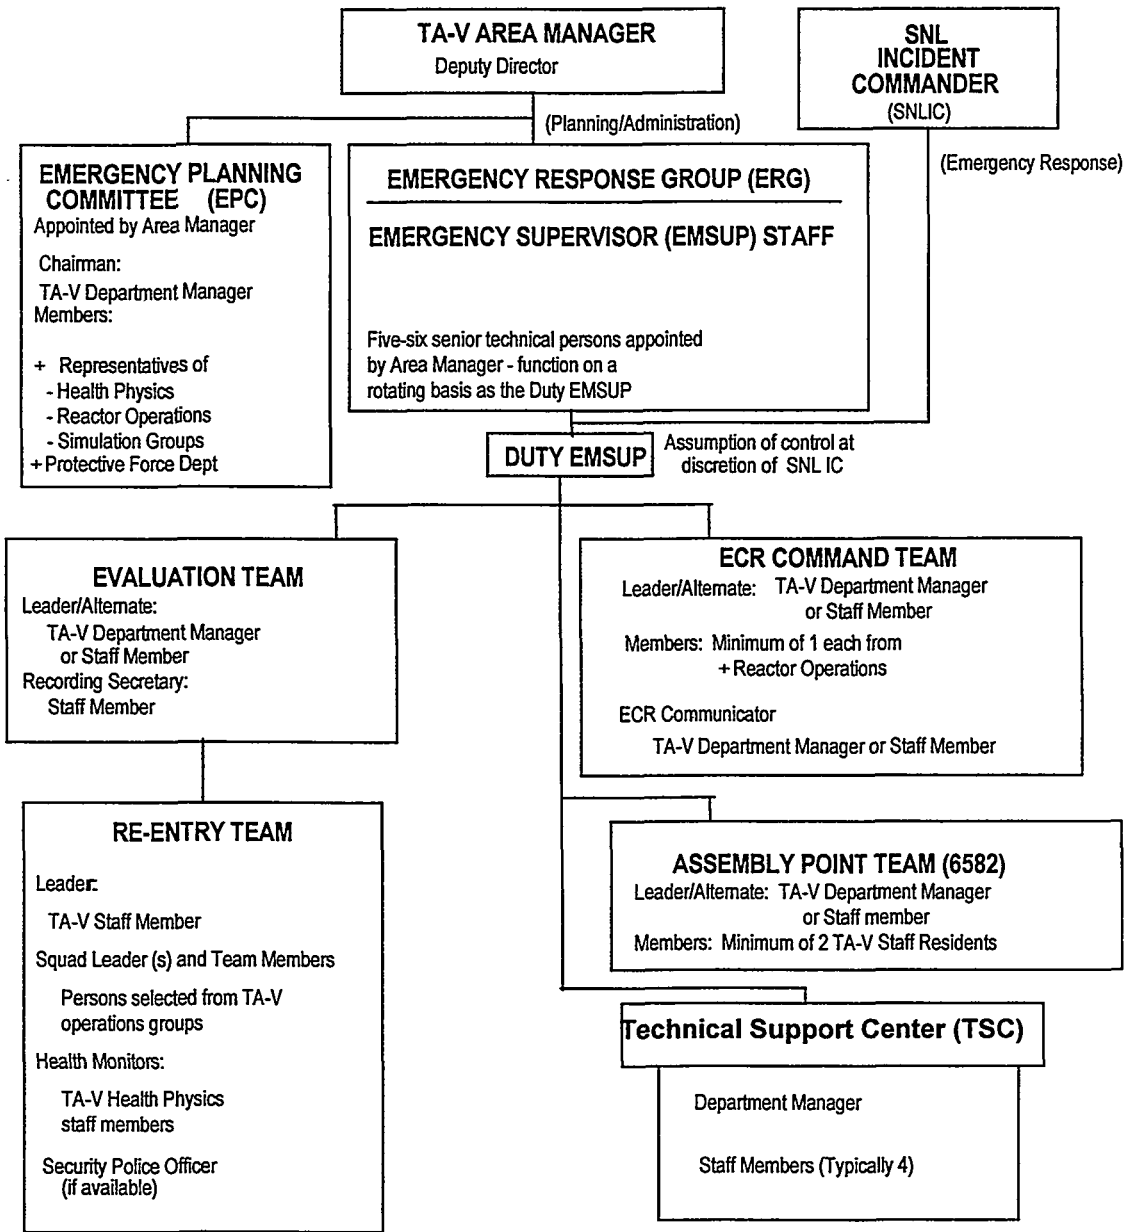 TA-V AREA MANAGER
Deputy Director
SNL
INCIDENT
COMMANDER
(SNLIC)
(Planning/Administration)
(Emergency Response)
EMERGENCY PLANNING
COMMITTEE (EPC)
Appointed by Area Manager
Chairman:
TA-V Department Manager
Members:
+ Representatives of
- Health Physics
- Reactor Operations
- Simulation Groups
+ Protective Force Dept
EMERGENCY RESPONSE GROUP (ERG)
EMERGENCY SUPERVISOR (EMSUP) STAFF
Five-six senior technical persons appointed
by Area Manager - function on a
rotating basis as the Duty EMSUP
DUTY EMSUP
Assumption of control at
discretion of SNL IC
EVALUATION TEAM
Leader/Alternate:
TA-V Department Manager
or Staff Member
Recording Secretary:
Staff Member
ECR COMMAND TEAM
Leader/Alternate: TA-V Department Manager
or Staff Member
Members: Minimum of 1 each from
+ Reactor Operations
ECR Communicator
TA-V Department Manager or Staff Member
RE-ENTRY TEAM
Leader:
TA-V Staff Member
Squad Leader (s) and Team Members
Persons selected from TA-V
operations groups
Health Monitors:
TA-V Health Physics
staff members
Security Police Officer
(if available)
ASSEMBLY POINT TEAM (6582)
Leader/Alternate: TA-V Department Manager
or Staff member
Members: Minimum of 2 TA-V Staff Residents
Technical Support Center (TSC)
Department Manager
Staff Members (Typically 4)